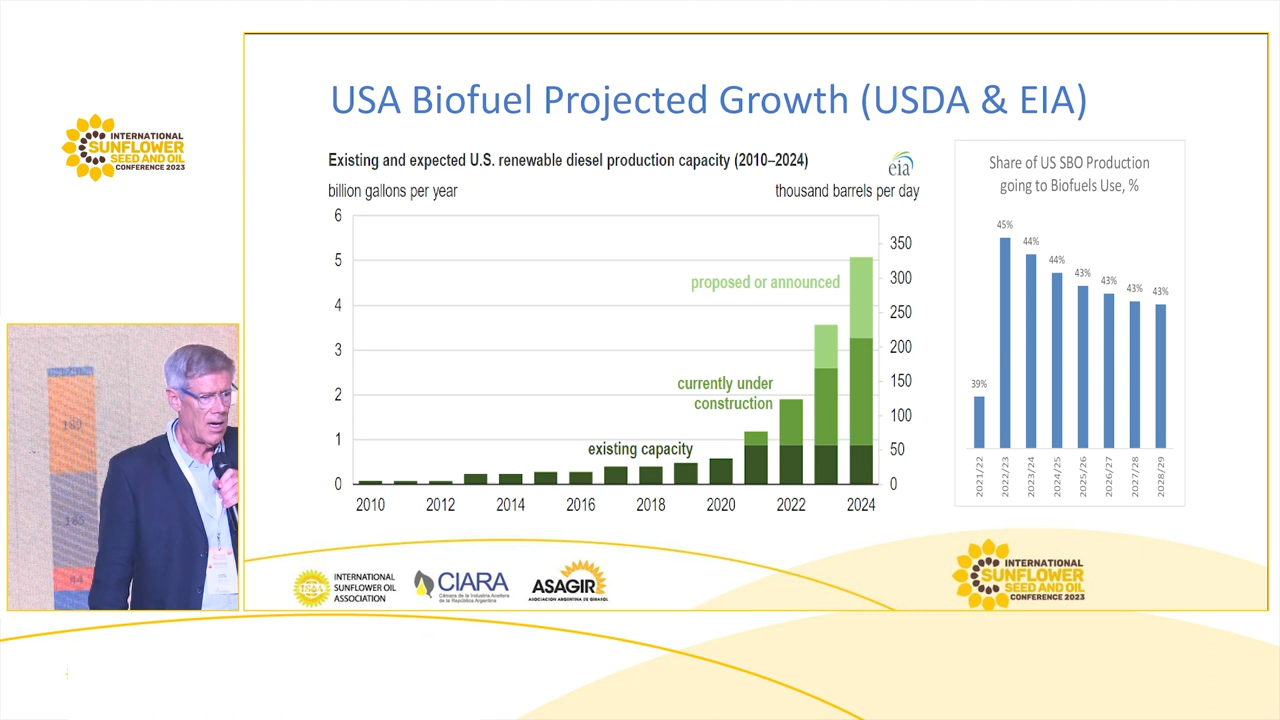 USA Biofuel Projected Growth (USDA & EIA)
INTERNATIONAL
SUNFLOWER
SEED AND OIL
CONFERENCE 2023
Existing and expected U.S. renewable diesel production capacity (2010–2024)
eia
billion gallons per year
thousand barrels per day
6
5
4
3
2
1
0
350
300
250
200
150
100
50
0
proposed or announced
currently under
construction
existing capacity
2010 2012 2014 2016 2018 2020 2022 2024
Share of US SBO Production
going to Biofuels Use, %
39% 45% 44% 44% 43% 43% 43% 43%
2021/22 2022/23 2023/24 2024/25 2025/26 2026/27 2027/28 2028/29
189
185
44
INTERNATIONAL
SUNFLOWER OIL
ASSOCIATION
CIARA
Cámara de la Industria Aceitera
de la República Argentina
ASAGIR
ASOCIACIÓN ARGENTINA DE GIRASOL
INTERNATIONAL
SUNFLOWER
SEED AND OIL
CONFERENCE 2023